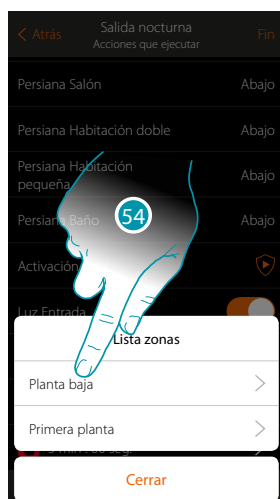 Atrás
Salida nocturna
Fin
Acciones que ejecutar
Persiana Salón
Abajo
Persiana Habitación doble
Abajo
Persiana Habitación
pequeña
Abajo
Persiana Baño
Abajo
54
Activación
Luz Entrada
Lista zonas
Planta baja
Primera planta
Cerrar